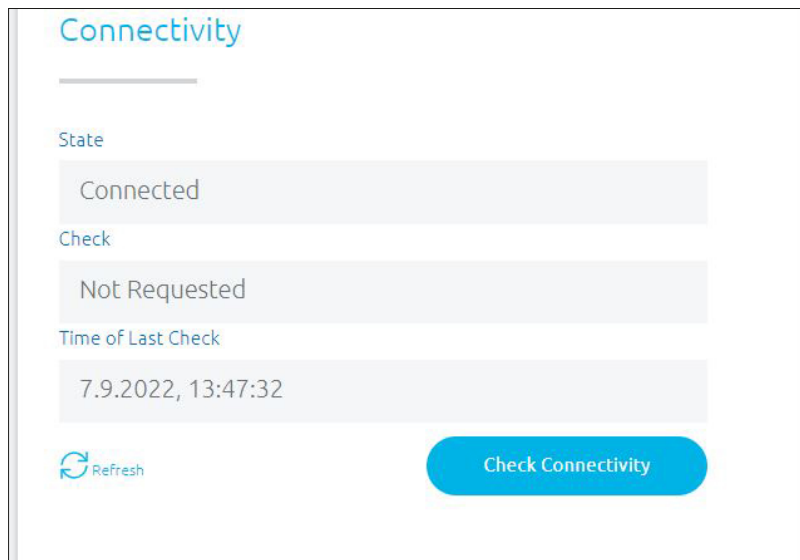 Connectivity
State
Connected
Check
Not Requested
Time of Last Check
7.9.2022, 13:47:32
Refresh
Check Connectivity